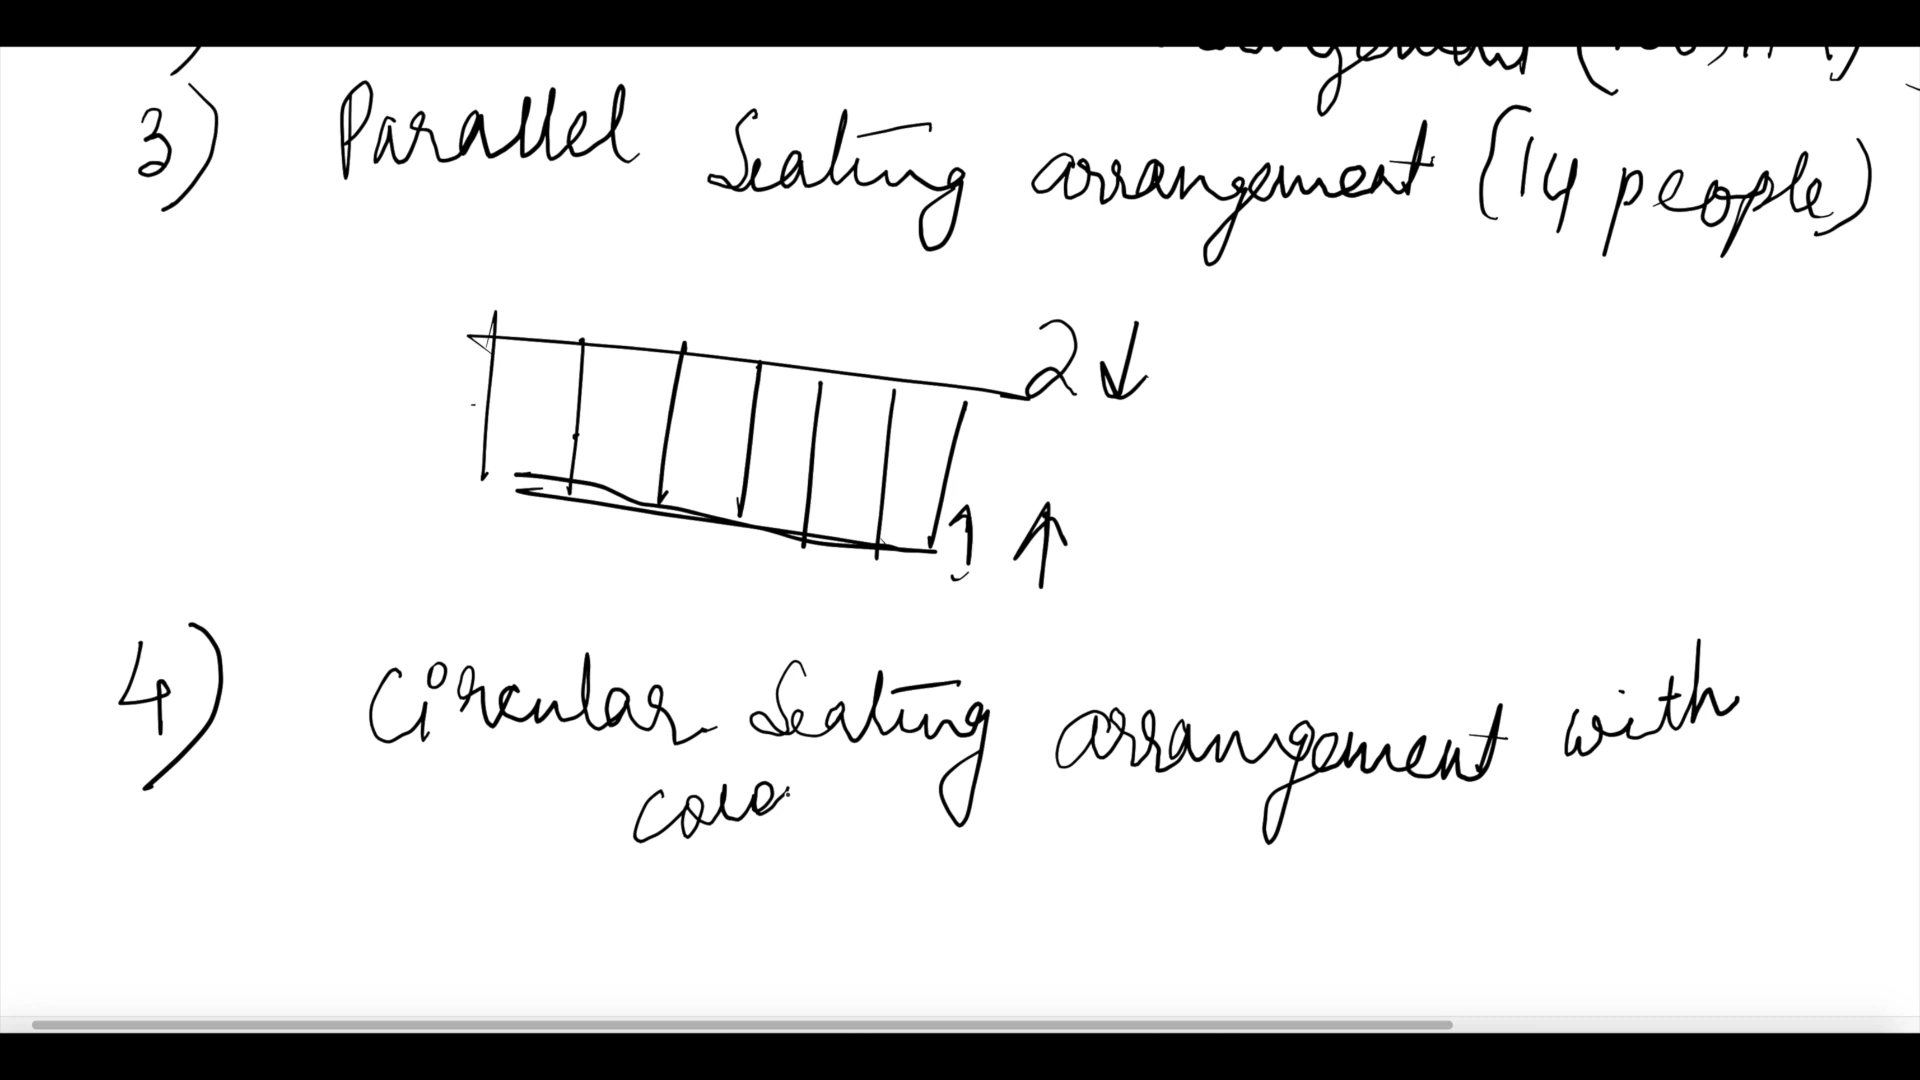 3) Parallel Seating arrangement (14 people)
2 ↓
1 ↑
4) Circular Seating arrangement with